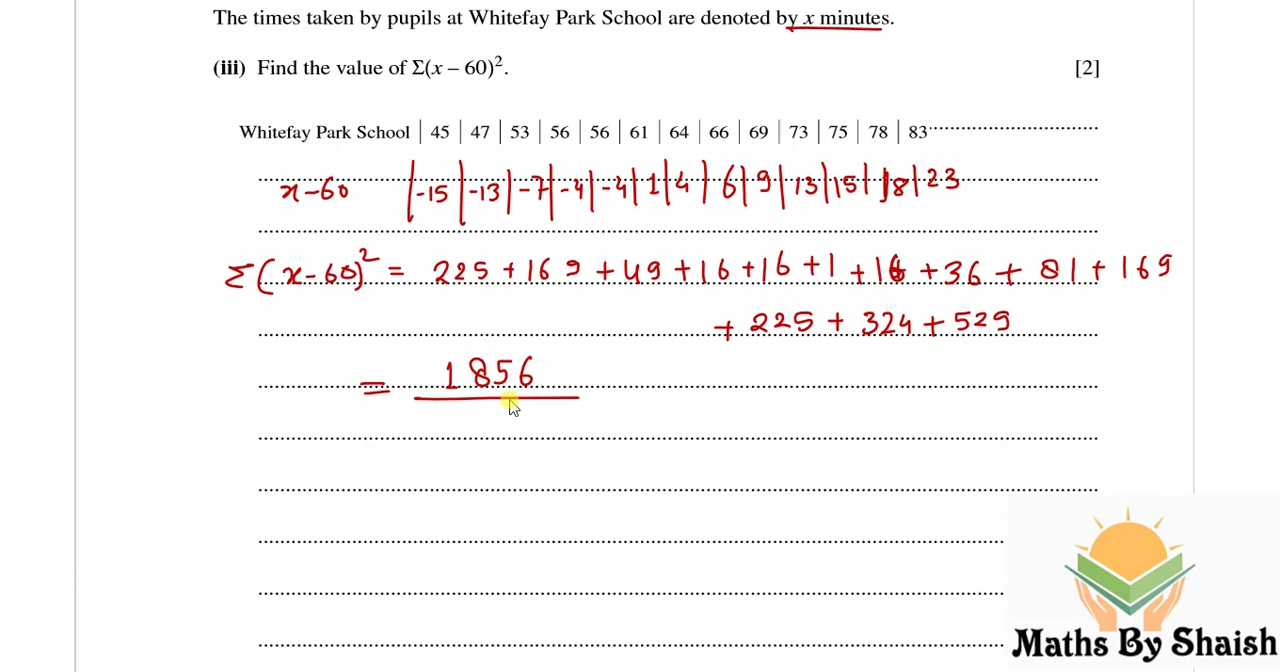 The times taken by pupils at Whitefay Park School are denoted by x minutes.
(iii) Find the value of Σ(x – 60)². [2]
Whitefay Park School | 45 | 47 | 53 | 56 | 56 | 61 | 64 | 66 | 69 | 73 | 75 | 78 | 83
x-60 |-15|-13|-7|-4|-4|1|4|6|9|13|15|18|23
Σ(x-60)² = 225+169+49+16+16+1+16+36+81+169
+225+324+529
= 1856
Maths By Shaish